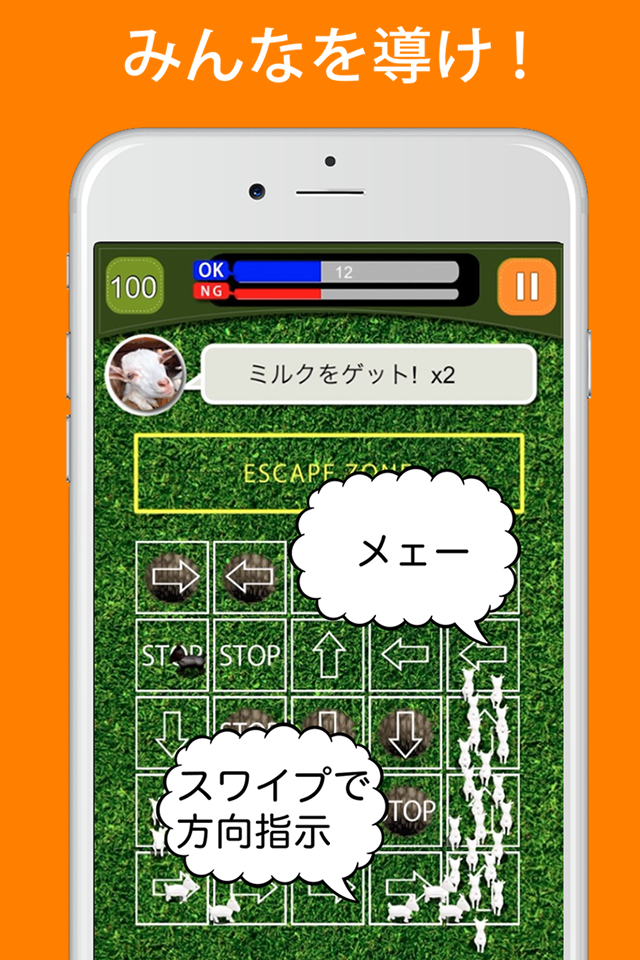 みんなを導け!
100
OK
12
NG
ミルクをゲット! x2
ESCAPE ZONE
メェー
STOP STOP
STOP
スワイプで
方向指示
STOP